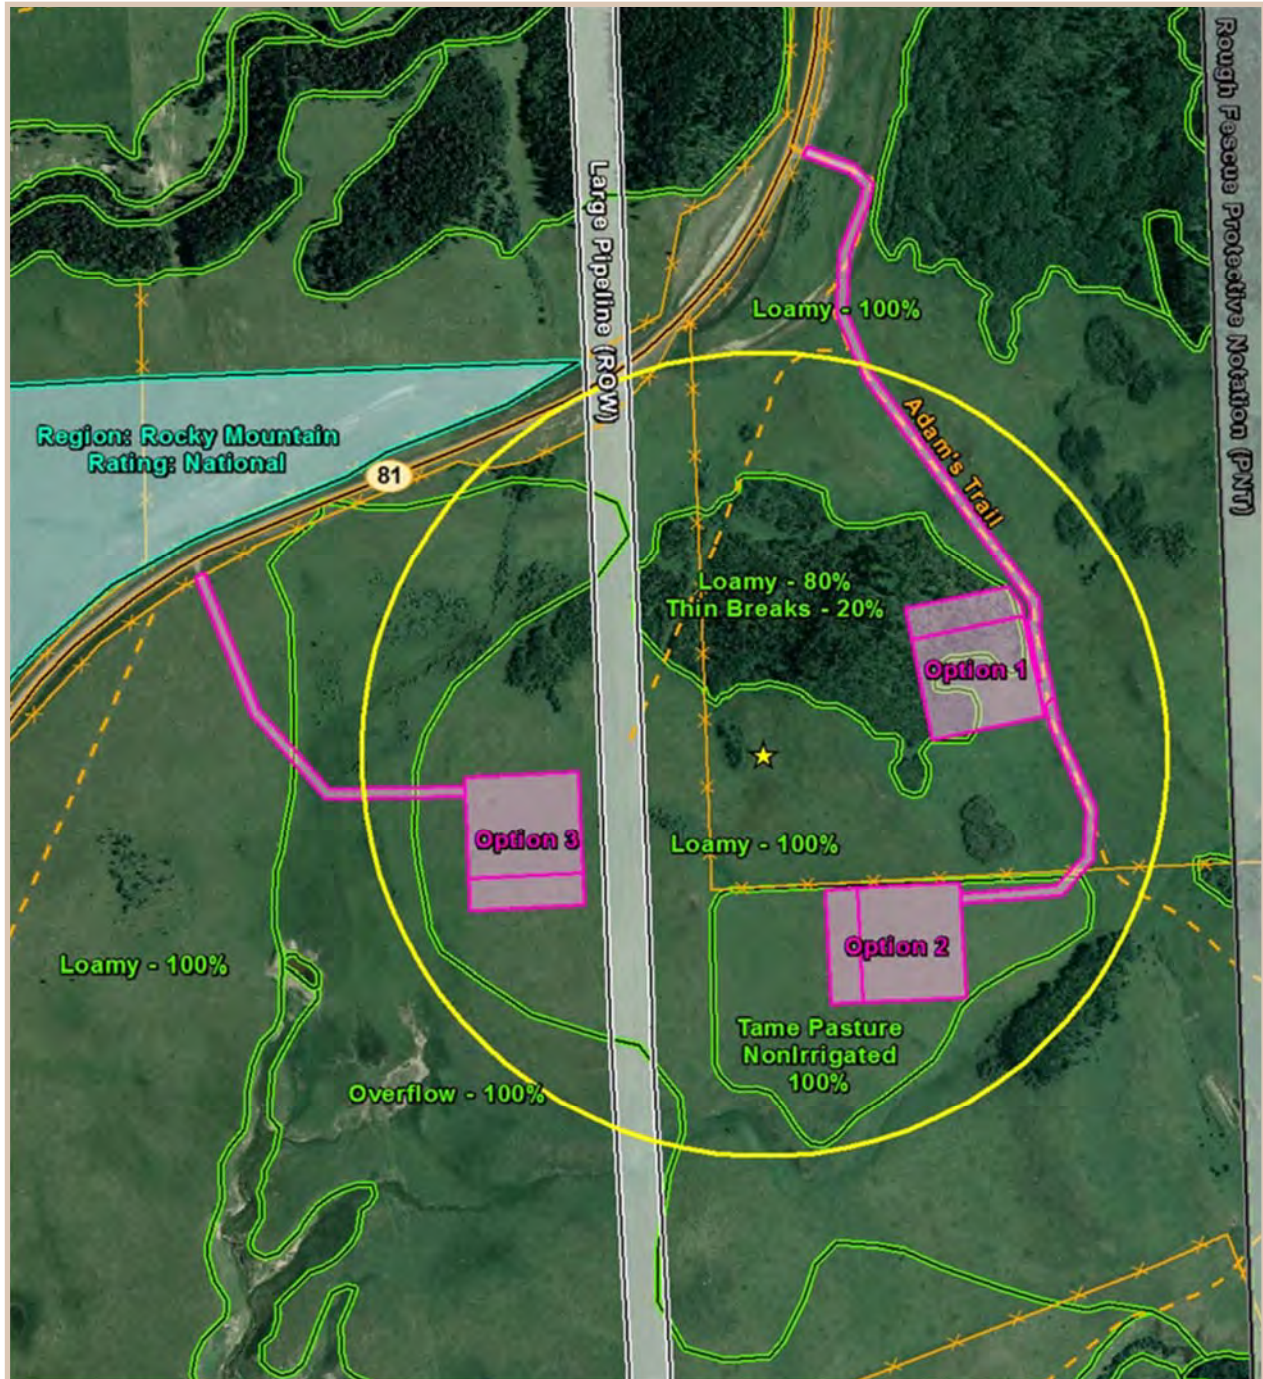 Rough Fescue Protective Notation (PNT)
Large Pipeline (ROW)
Loamy - 100%
Region: Rocky Mountain
Rating: National
81
Adam's Trail
Loamy - 80%
Thin Breaks - 20%
Option 1
Option 3
Loamy - 100%
Option 2
Loamy - 100%
Tame Pasture
NonIrrigated
100%
Overflow - 100%